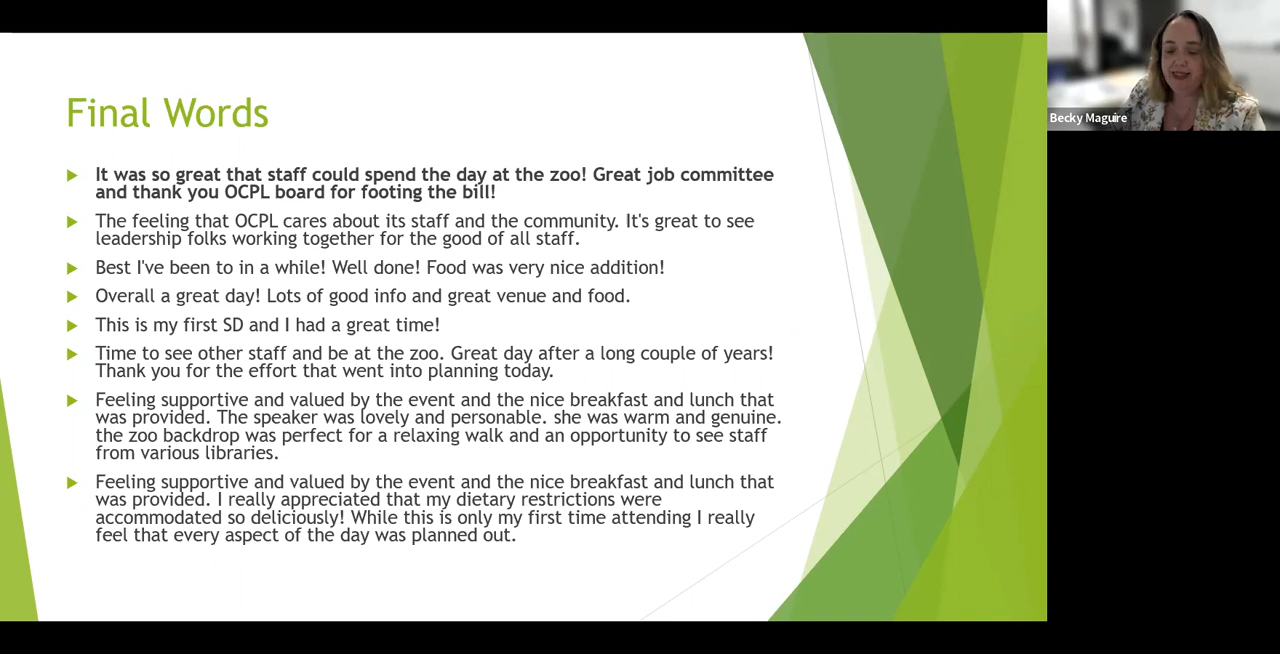 Final Words
It was so great that staff could spend the day at the zoo! Great job committee
and thank you OCPL board for footing the bill!
The feeling that OCPL cares about its staff and the community. It's great to see
leadership folks working together for the good of all staff.
Best I've been to in a while! Well done! Food was very nice addition!
Overall a great day! Lots of good info and great venue and food.
This is my first SD and I had a great time!
Time to see other staff and be at the zoo. Great day after a long couple of years!
Thank you for the effort that went into planning today.
Feeling supportive and valued by the event and the nice breakfast and lunch that
was provided. The speaker was lovely and personable. she was warm and genuine.
the zoo backdrop was perfect for a relaxing walk and an opportunity to see staff
from various libraries.
Feeling supportive and valued by the event and the nice breakfast and lunch that
was provided. I really appreciated that my dietary restrictions were
accommodated so deliciously! While this is only my first time attending I really
feel that every aspect of the day was planned out.
Becky Maguire